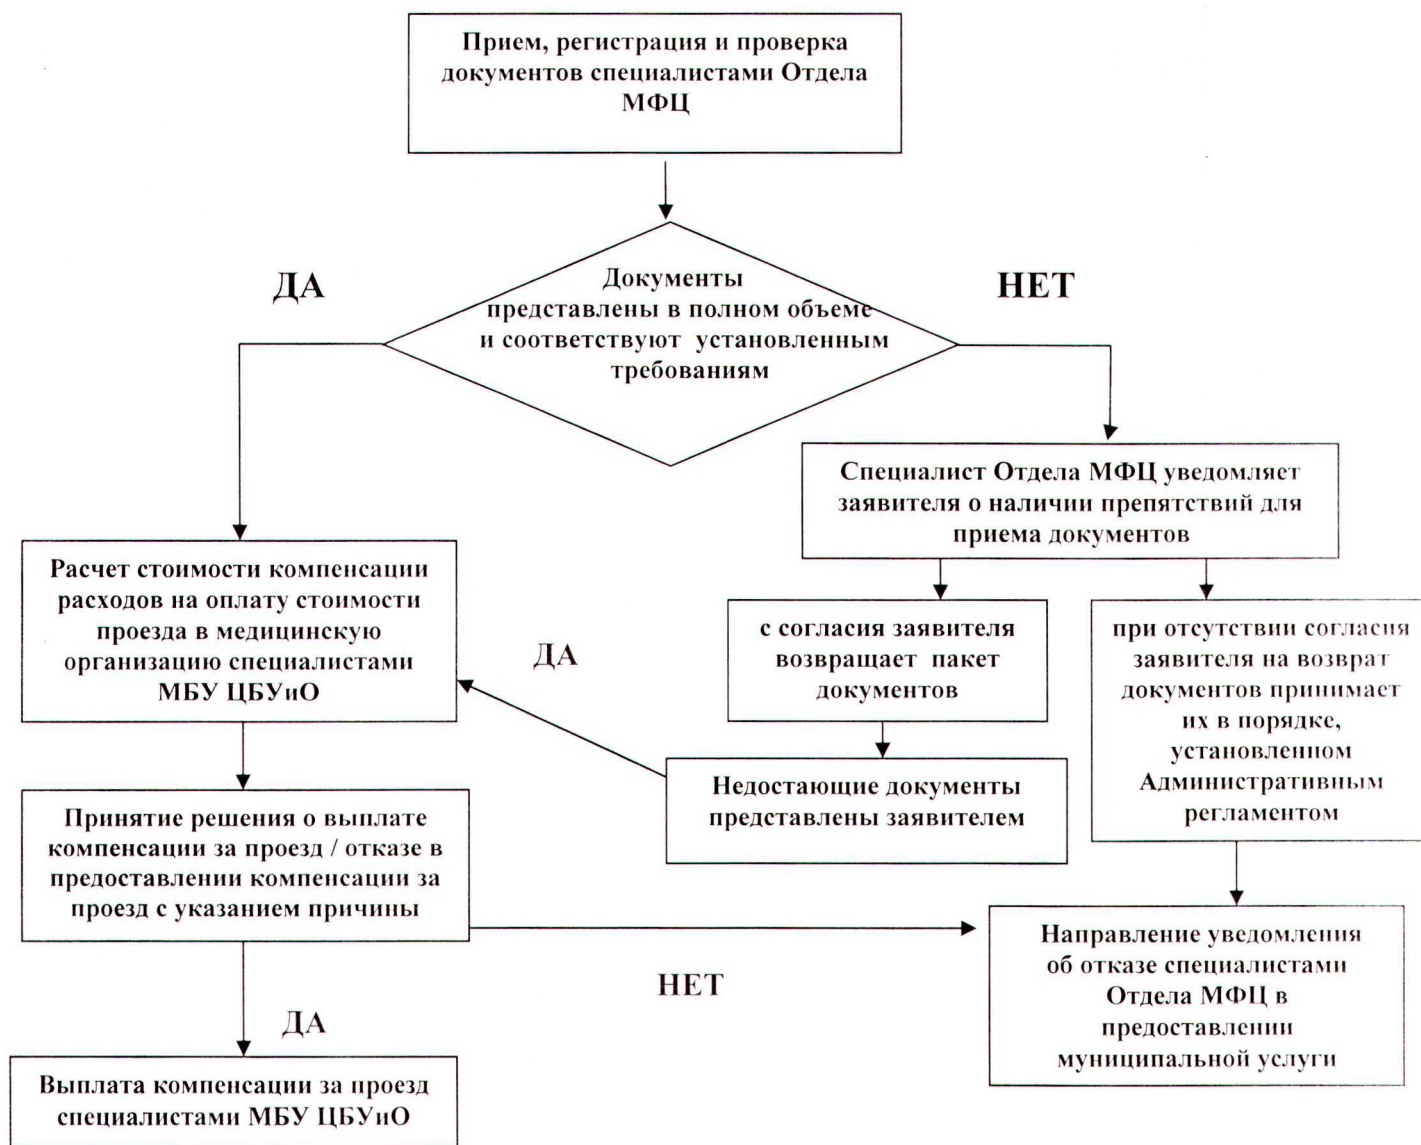 Прием, регистрация и проверка
документов специалистами Отдела
МФЦ
ДА
НЕТ
Документы
представлены в полном объеме
и соответствуют установленным
требованиям
Специалист Отдела МФЦ уведомляет
заявителя о наличии препятствий для
приема документов
Расчет стоимости компенсации
расходов на оплату стоимости
проезда в медицинскую
организацию специалистами
МБУ ЦБУиО
ДА
с согласия заявителя
возвращает пакет
документов
при отсутствии согласия
заявителя на возврат
документов принимает
их в порядке,
установленном
Административным
регламентом
Недостающие документы
представлены заявителем
Принятие решения о выплате
компенсации за проезд / отказе в
предоставлении компенсации за
проезд с указанием причины
НЕТ
Направление уведомления
об отказе специалистами
Отдела МФЦ в
предоставлении
муниципальной услуги
ДА
Выплата компенсации за проезд
специалистами МБУ ЦБУиО